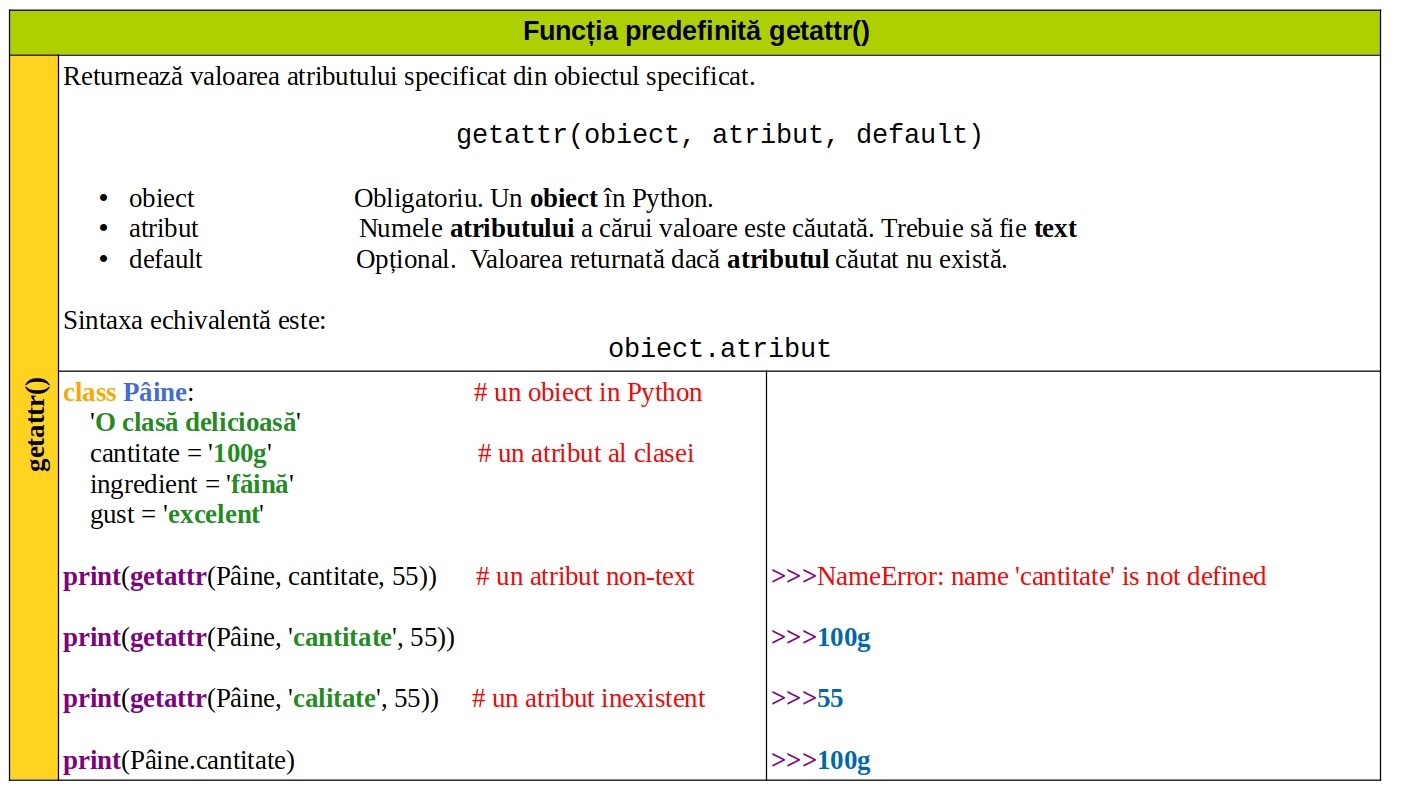 Funcția predefinită getattr()
getattr()
Returnează valoarea atributului specificat din obiectul specificat.
getattr(obiect, atribut, default)
• obiect Obligatoriu. Un obiect în Python.
• atribut Numele atributului a cărui valoare este căutată. Trebuie să fie text
• default Opțional. Valoarea returnată dacă atributul căutat nu există.
Sintaxa echivalentă este:
obiect.atribut
class Pâine: # un obiect in Python
'O clasă delicioasă'
cantitate = '100g' # un atribut al clasei
ingredient = 'făină'
gust = 'excelent'
print(getattr(Pâine, cantitate, 55)) # un atribut non-text >>>NameError: name 'cantitate' is not defined
print(getattr(Pâine, 'cantitate', 55)) >>>100g
print(getattr(Pâine, 'calitate', 55)) # un atribut inexistent >>>55
print(Pâine.cantitate) >>>100g